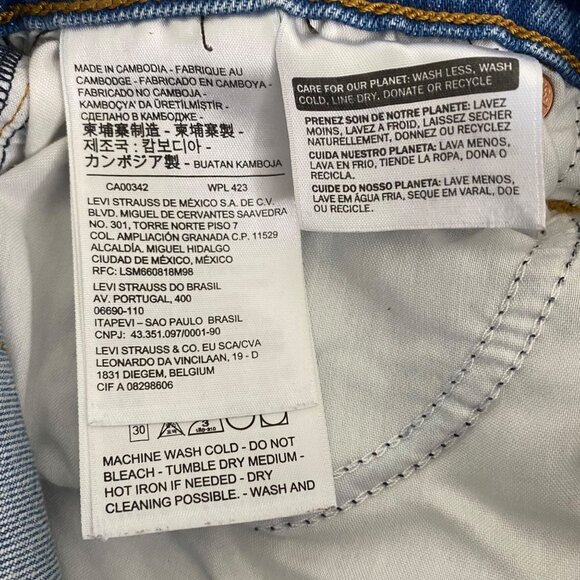 MADE IN CAMBODIA - FABRIQUE AU
CAMBODGE - FABRICADO EN CAMBOYA -
FABRICADO NO CAMBOJA -
KAMBOÇYA' DA ÜRETİLMİŞTİR -
СДЕЛАНО В КАМБОДЖЕ -
柬埔寨制造 - 柬埔寨製 -
제조국 : 캄보디아 -
カンボジア製 - BUATAN KAMBOJA
CA00342 WPL 423
LEVI STRAUSS DE MÉXICO S.A. DE C.V.
BLVD. MIGUEL DE CERVANTES SAAVEDRA
NO. 301, TORRE NORTE PISO 7
COL. AMPLIACIÓN GRANADA C.P. 11529
ALCALDÍA. MIGUEL HIDALGO
CIUDAD DE MÉXICO, MÉXICO
RFC: LSM660818M98
LEVI STRAUSS DO BRASIL
AV. PORTUGAL, 400
06690-110
ITAPEVI – SAO PAULO BRASIL
CNPJ: 43.351.097/0001-90
LEVI STRAUSS & CO. EU SCA/CVA
LEONARDO DA VINCILAAN, 19 - D
1831 DIEGEM, BELGIUM
CIF A 08298606
30 3
MACHINE WASH COLD - DO NOT
BLEACH - TUMBLE DRY MEDIUM -
HOT IRON IF NEEDED - DRY
CLEANING POSSIBLE. - WASH AND
CARE FOR OUR PLANET: WASH LESS, WASH
COLD, LINE DRY, DONATE OR RECYCLE
PRENEZ SOIN DE NOTRE PLANETE: LAVEZ
MOINS, LAVEZ A FROID, LAISSEZ SECHER
NATURELLEMENT, DONNEZ OU RECYCLEZ
CUIDA NUESTRO PLANETA: LAVA MENOS,
LAVA EN FRIO, TIENDE LA ROPA, DONA O
RECICLA.
CUIDE DO NOSSO PLANETA: LAVE MENOS,
LAVE EM ÁGUA FRIA, SEQUE EM VARAL, DOE
OU RECICLE.